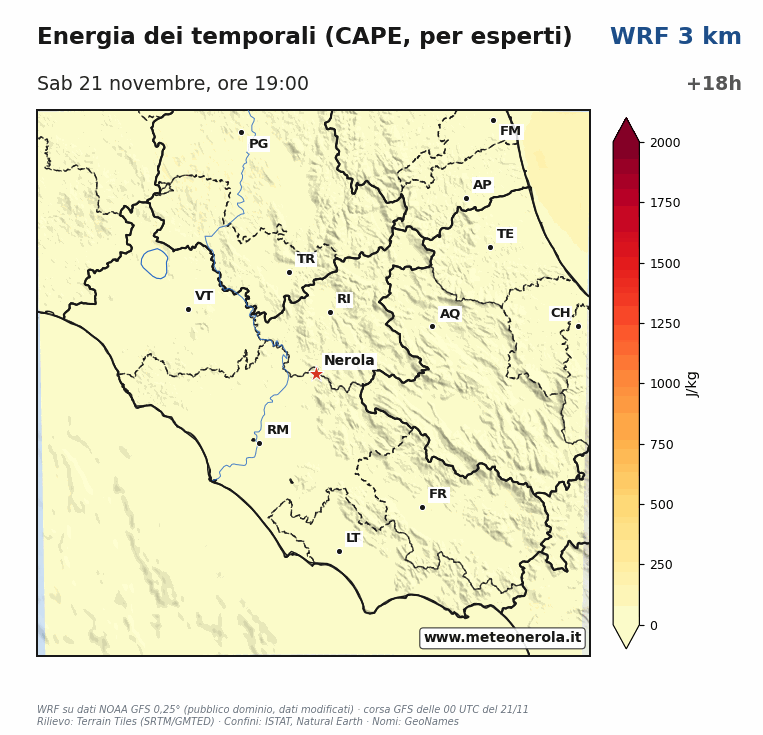 Energia dei temporali (CAPE, per esperti) WRF 3 km
Sab 21 novembre, ore 19:00 +18h
FM
PG
AP
TE
TR
VT
RI
AQ
CH
Nerola
RM
FR
LT
www.meteonerola.it
2000
1750
1500
1250
1000
750
500
250
0
J/kg
WRF su dati NOAA GFS 0,25° (pubblico dominio, dati modificati) · corsa GFS delle 00 UTC del 21/11
Rilievo: Terrain Tiles (SRTM/GMTED) · Confini: ISTAT, Natural Earth · Nomi: GeoNames